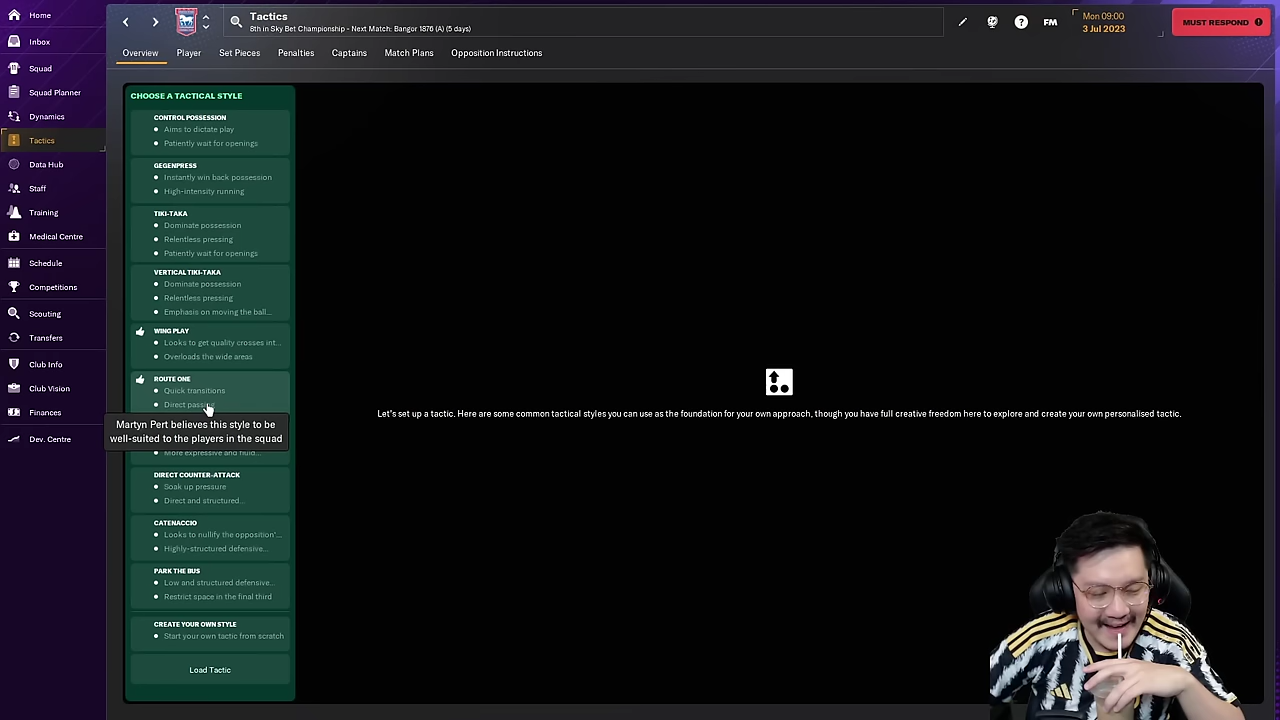 Home
Inbox
Squad
Squad Planner
Dynamics
Tactics
Data Hub
Staff
Training
Medical Centre
Schedule
Competitions
Scouting
Transfers
Club Info
Club Vision
Finances
Dev. Centre
Tactics
8th in Sky Bet Championship - Next Match: Bangor 1876 (A) (5 days)
FM
Mon 09:00
3 Jul 2023
MUST RESPOND
Overview
Player
Set Pieces
Penalties
Captains
Match Plans
Opposition Instructions
CHOOSE A TACTICAL STYLE
CONTROL POSSESSION
Aims to dictate play
Patiently wait for openings
GEGENPRESS
Instantly win back possession
High-intensity running
TIKI-TAKA
Dominate possession
Relentless pressing
Patiently wait for openings
VERTICAL TIKI-TAKA
Dominate possession
Relentless pressing
Emphasis on moving the ball...
WING PLAY
Looks to get quality crosses int...
Overloads the wide areas
ROUTE ONE
Quick transitions
Direct passing
Martyn Pert believes this style to be
well-suited to the players in the squad
More expressive and fluid...
DIRECT COUNTER-ATTACK
Soak up pressure
Direct and structured...
CATENACCIO
Looks to nullify the opposition'...
Highly-structured defensive...
PARK THE BUS
Low and structured defensive...
Restrict space in the final third
CREATE YOUR OWN STYLE
Start your own tactic from scratch
Load Tactic
Let's set up a tactic. Here are some common tactical styles you can use as the foundation for your own approach, though you have full creative freedom here to explore and create your own personalised tactic.